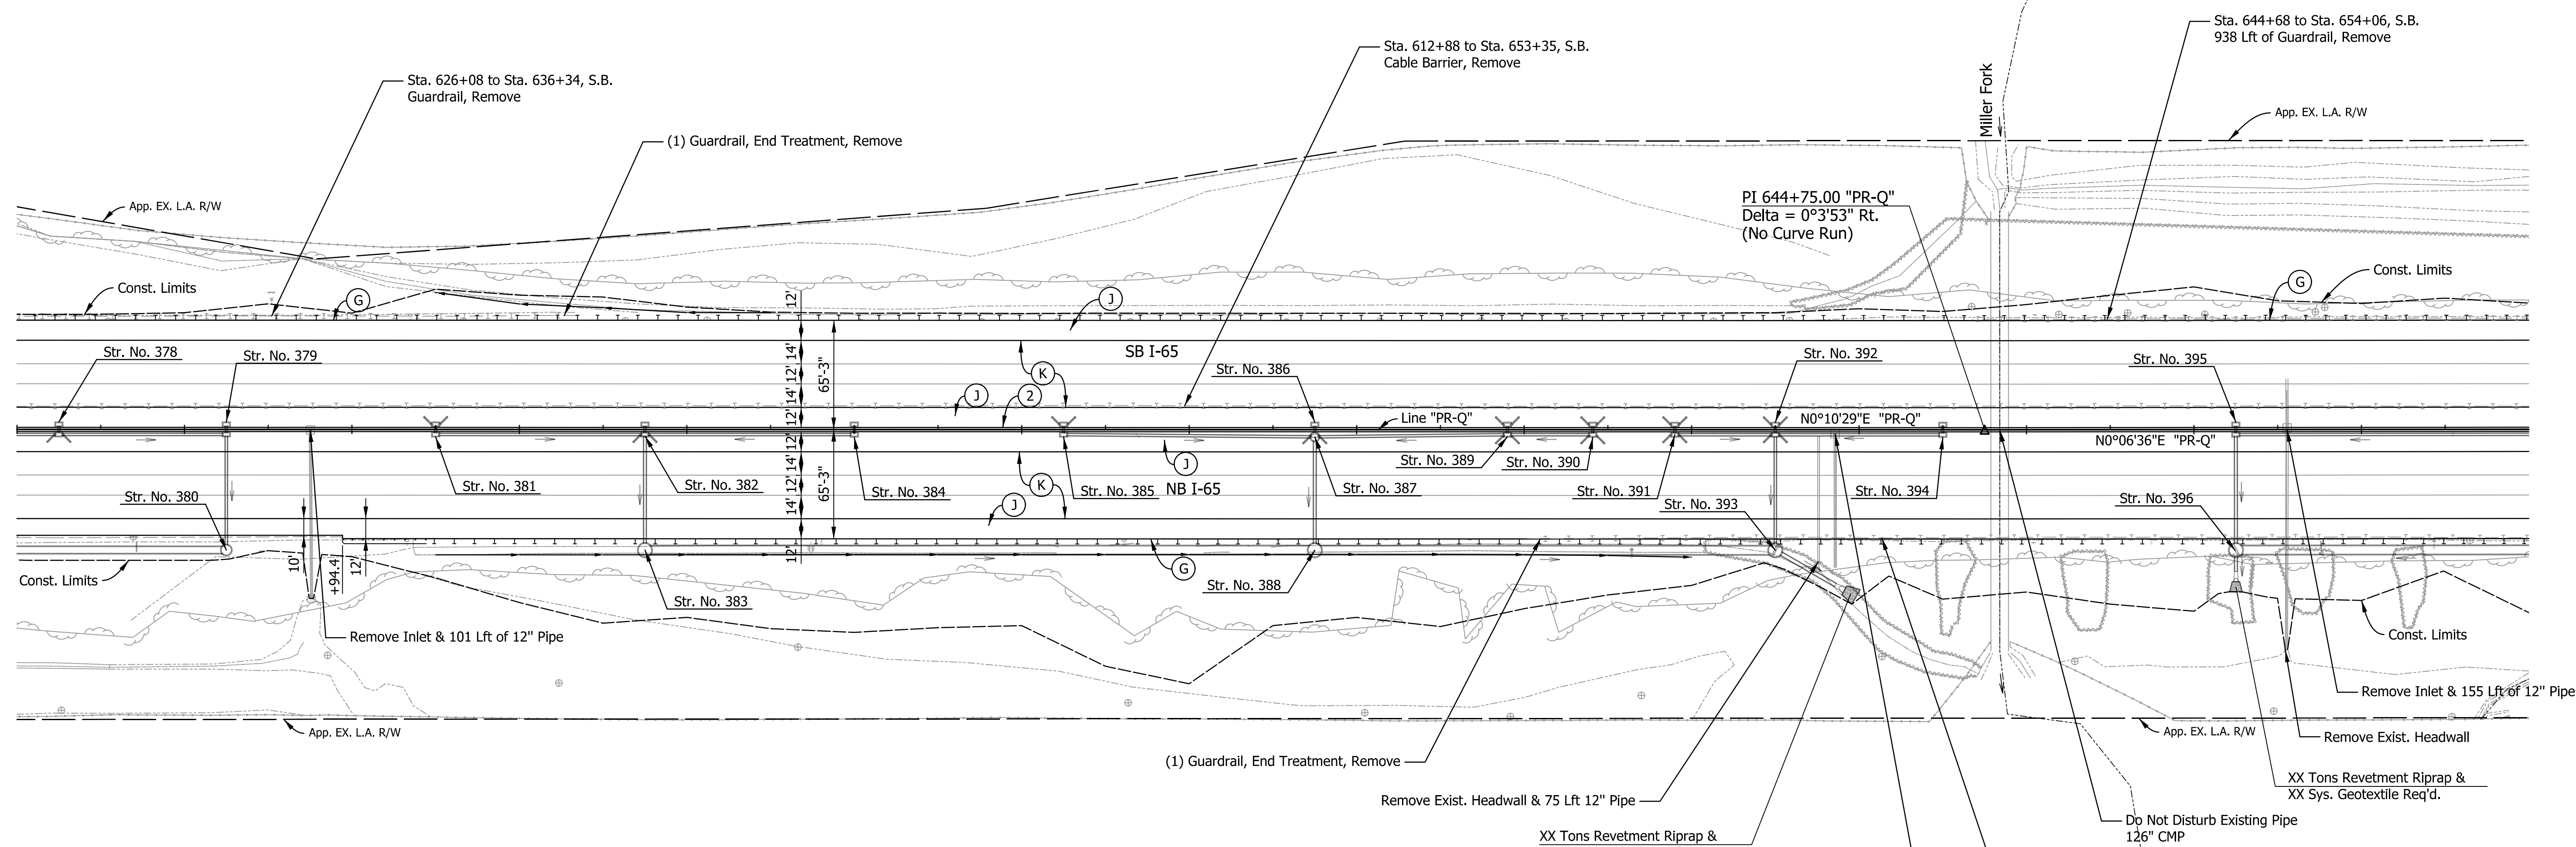 Sta. 644+68 to Sta. 654+06, S.B.
938 Lft of Guardrail, Remove
Sta. 612+88 to Sta. 653+35, S.B.
Cable Barrier, Remove
Sta. 626+08 to Sta. 636+34, S.B.
Guardrail, Remove
(1) Guardrail, End Treatment, Remove
Miller Fork
App. EX. L.A. R/W
App. EX. L.A. R/W
PI 644+75.00 "PR-Q"
Delta = 0°3'53" Rt.
(No Curve Run)
Const. Limits
G
12'
J
G
Const. Limits
Str. No. 378
Str. No. 379
14'
12'
12'
14'
12'
65'-3"
SB I-65
K
Str. No. 386
Str. No. 392
Str. No. 395
J
2
Line "PR-Q"
N0°10'29"E "PR-Q"
N0°06'36"E "PR-Q"
12'
14'
12'
12'
14'
12'
65'-3"
J
Str. No. 389
Str. No. 390
Str. No. 380
Str. No. 381
Str. No. 382
Str. No. 384
K
Str. No. 385
NB I-65
Str. No. 387
Str. No. 391
Str. No. 394
Str. No. 393
Str. No. 396
J
10'
+94.4'
12'
Const. Limits
G
Str. No. 388
Str. No. 383
Remove Inlet & 101 Lft of 12" Pipe
Const. Limits
Remove Inlet & 155 Lft of 12" Pipe
App. EX. L.A. R/W
App. EX. L.A. R/W
Remove Exist. Headwall
(1) Guardrail, End Treatment, Remove
XX Tons Revetment Riprap &
XX Sys. Geotextile Req'd.
Remove Exist. Headwall & 75 Lft 12" Pipe
Do Not Disturb Existing Pipe
126" CMP
XX Tons Revetment Riprap &